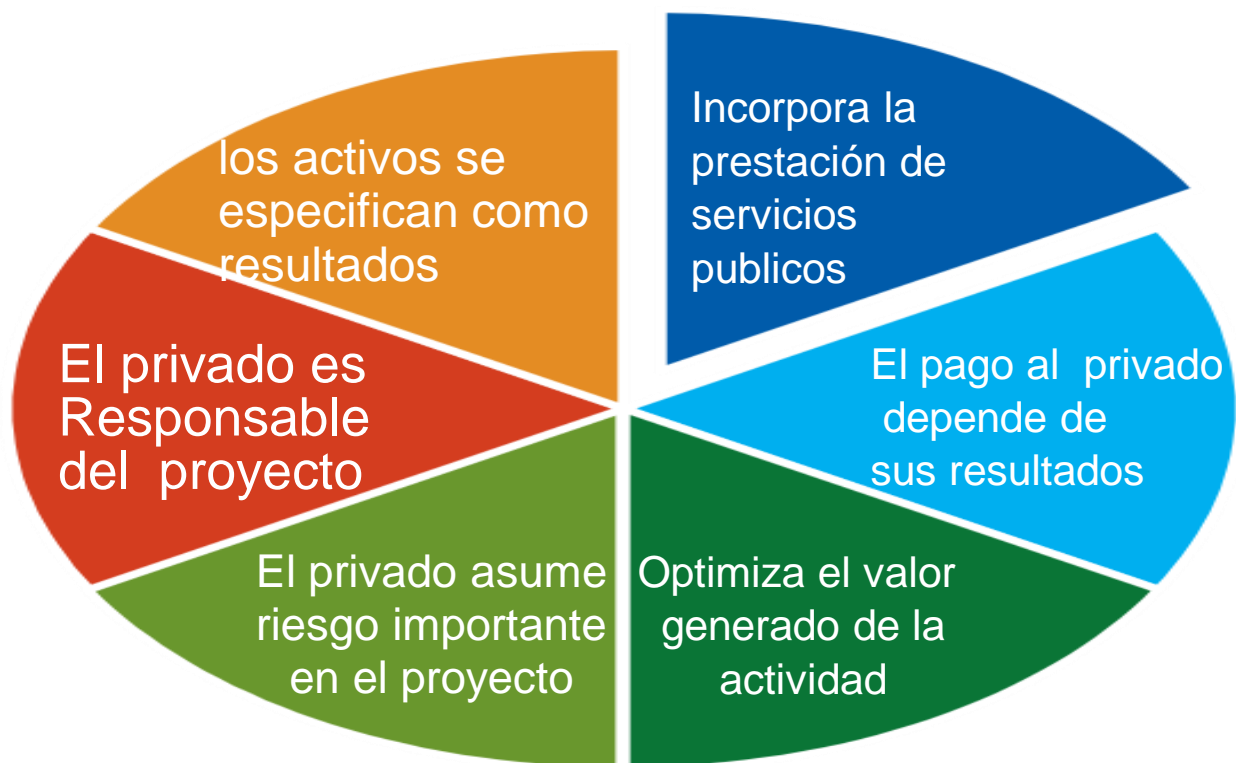 Incorpora la
prestación de
servicios
publicos
El pago al privado
depende de
sus resultados
Optimiza el valor
generado de la
actividad
El privado asume
riesgo importante
en el proyecto
El privado es
Responsable
del proyecto
los activos se
especifican como
resultados